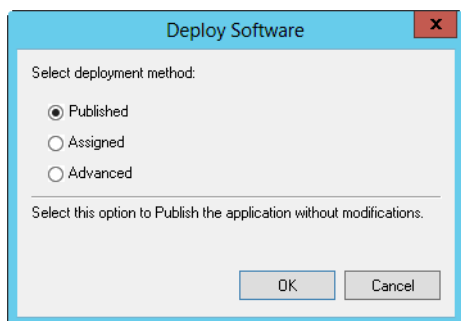 Deploy Software
x
Select deployment method:
Published
Assigned
Advanced
Select this option to Publish the application without modifications.
OK Cancel